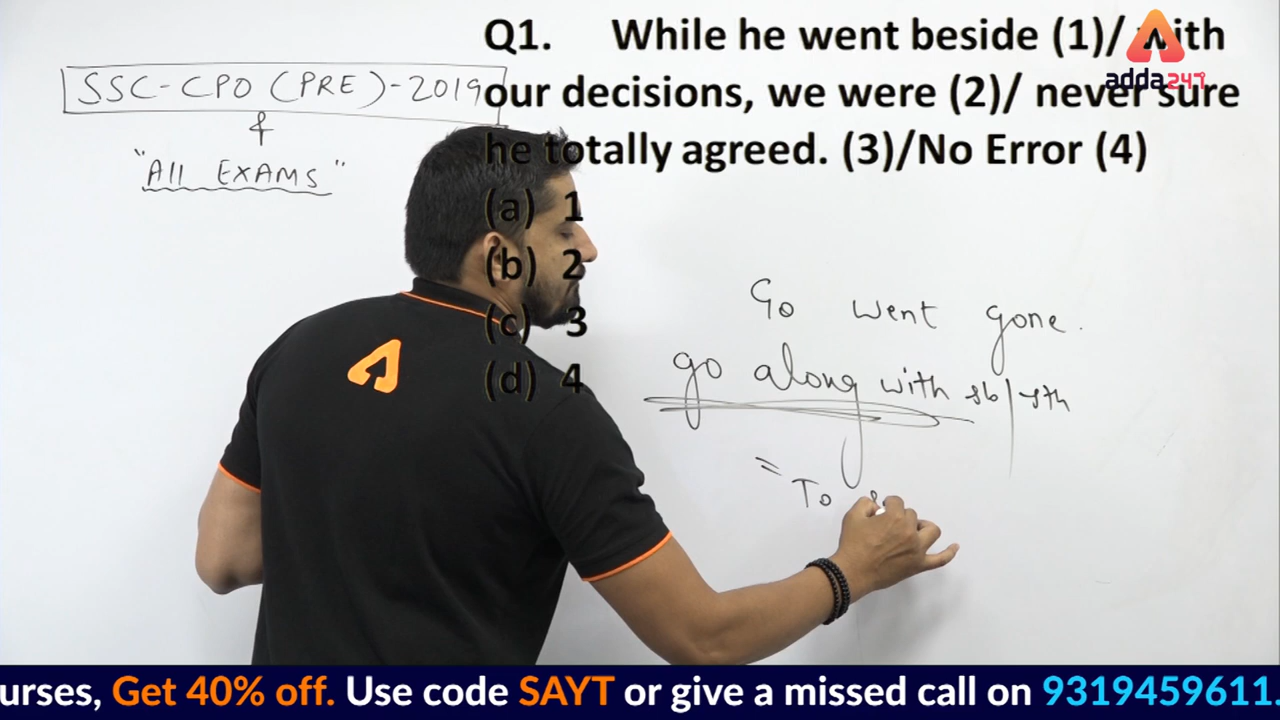 Q1. While he went beside (1)/ with
our decisions, we were (2)/ never sure
he totally agreed. (3)/No Error (4)
(a) 1
(b) 2
(c) 3
(d) 4
adda247
SSC-CPO (PRE)-2019
&
"All EXAMS"
Go went gone.
go along with sb/sth
= To
urses, Get 40% off. Use code SAYT or give a missed call on 9319459611